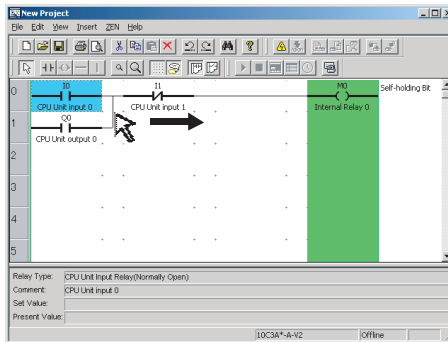 New Project
File Edit View Insert ZEN Help
0 I0 I1 M0 Self-holding Bit
CPU Unit input 0 CPU Unit input 1 Internal Relay 0
1 Q0
CPU Unit output 0
2
3
4
5
Relay Type: CPU Unit Input Relay(Normally Open)
Comment: CPU Unit input 0
Set Value:
Present Value:
10C3A*-A-V2 Offline